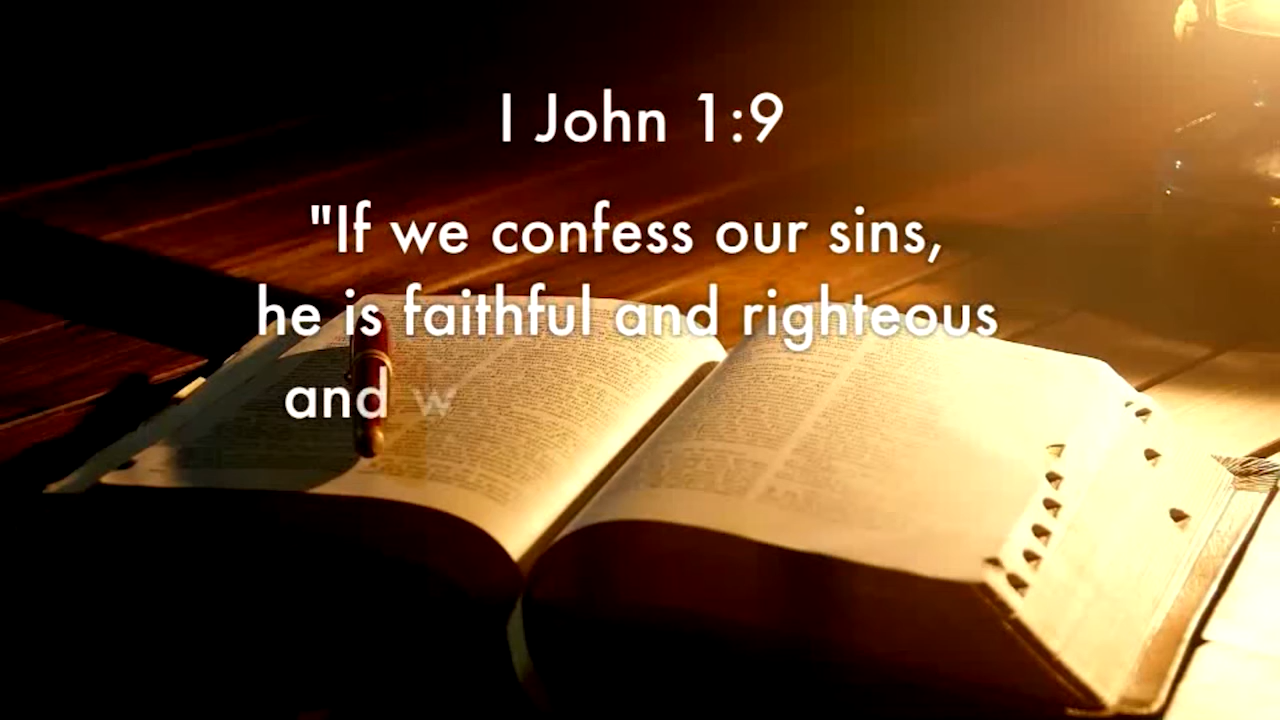 I John 1:9
"If we confess our sins,
he is faithful and righteous
and w